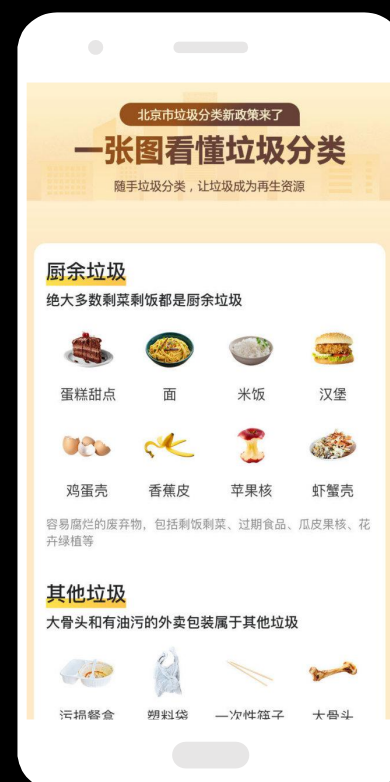 北京市垃圾分类新政策来了
一张图看懂垃圾分类
随手垃圾分类，让垃圾成为再生资源
厨余垃圾
绝大多数剩菜剩饭都是厨余垃圾
蛋糕甜点 面 米饭 汉堡
鸡蛋壳 香蕉皮 苹果核 虾蟹壳
容易腐烂的废弃物，包括剩饭剩菜、过期食品、瓜皮果核、花
卉绿植等
其他垃圾
大骨头和有油污的外卖包装属于其他垃圾
污损餐盒 塑料袋 一次性筷子 大骨头